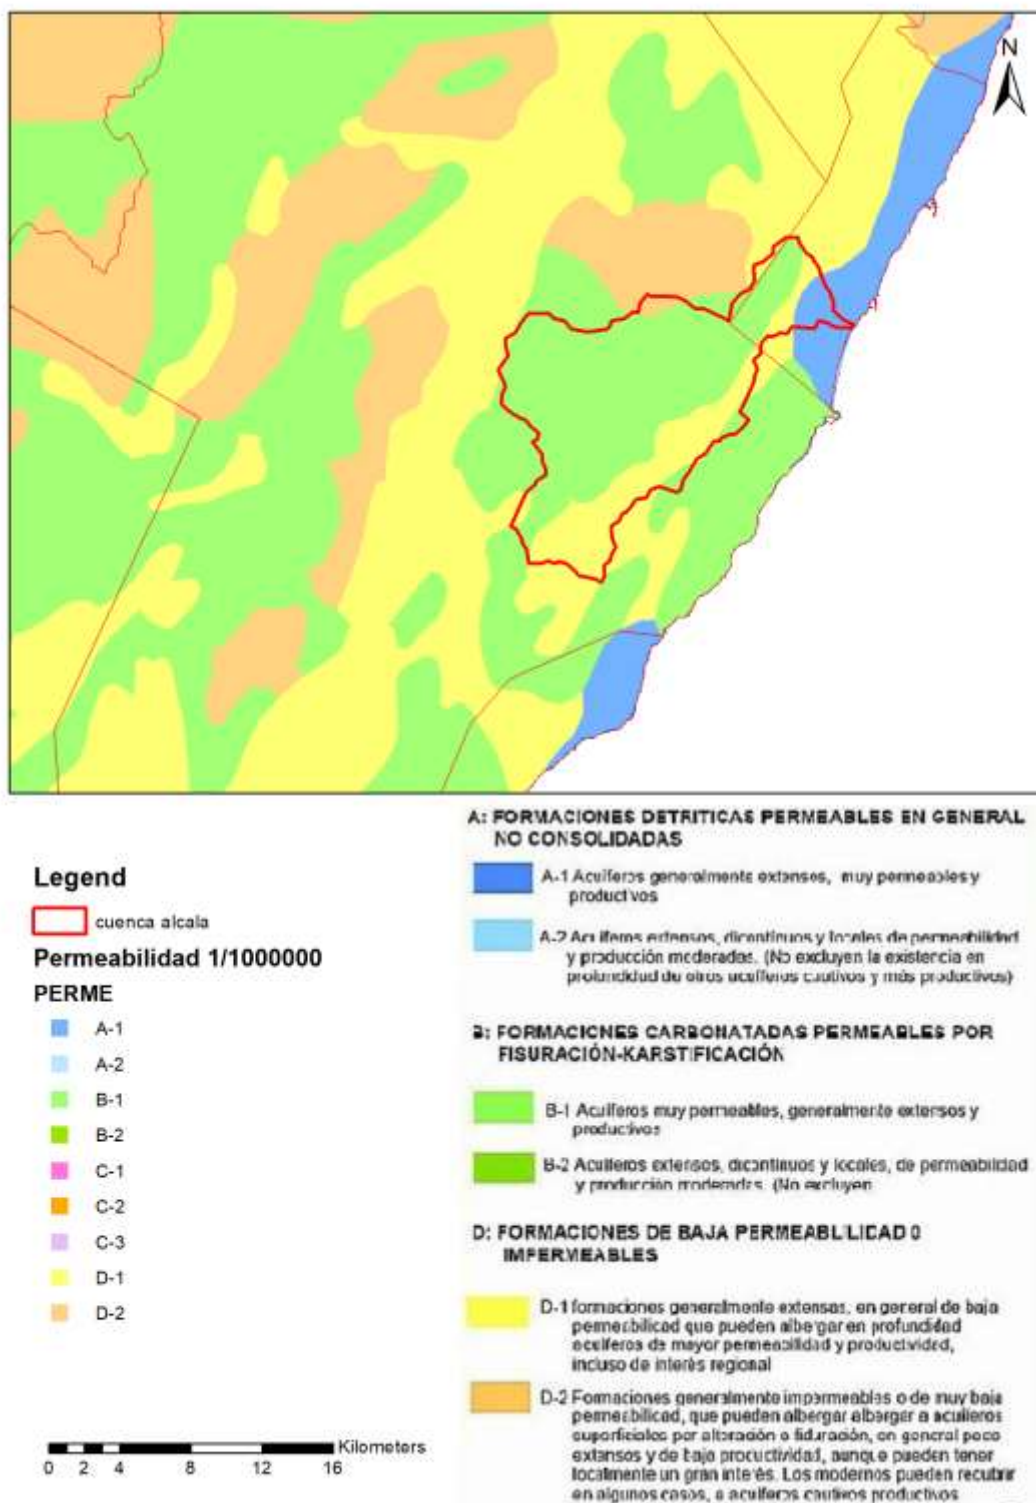 N
Legend
cuenca alcala
Permeabilidad 1/1000000
PERME
A-1
A-2
B-1
B-2
C-1
C-2
C-3
D-1
D-2
Kilometers
0 2 4 8 12 16
A: FORMACIONES DETRITICAS PERMEABLES EN GENERAL
NO CONSOLIDADAS
A-1 Acuíferos generalmente extensos, muy permeables y
productivos
A-2 Acuíferos extensos, dicontinuos y locales de permeabilidad
y producción moderadas. (No excluyen la existencia en
profundidad de otros acuíferos cautivos y más productivos)
B: FORMACIONES CARBONATADAS PERMEABLES POR
FISURACIÓN-KARSTIFICACIÓN
B-1 Acuíferos muy permeables, generalmente extensos y
productivos
B-2 Acuíferos extensos, dicontinuos y locales, de permeabilidad
y producción moderadas. (No excluyen
D: FORMACIONES DE BAJA PERMEABLILIDAD O
IMPERMEABLES
D-1 formaciones generalmente extensas, en general de baja
permeabilidad que pueden albergar en profundidad
acuíferos de mayor permeabilidad y productividad,
incluso de interés regional
D-2 Formaciones generalmente impermeables o de muy baja
permeabilidad, que pueden albergar albergar a acuíferos
superficiales por alteración o fiduración, en general poco
extensos y de baja productividad, aunque pueden tener
localmente un gran interés. Los modernos pueden recubrir
en algunos casos, a acuíferos cautivos productivos